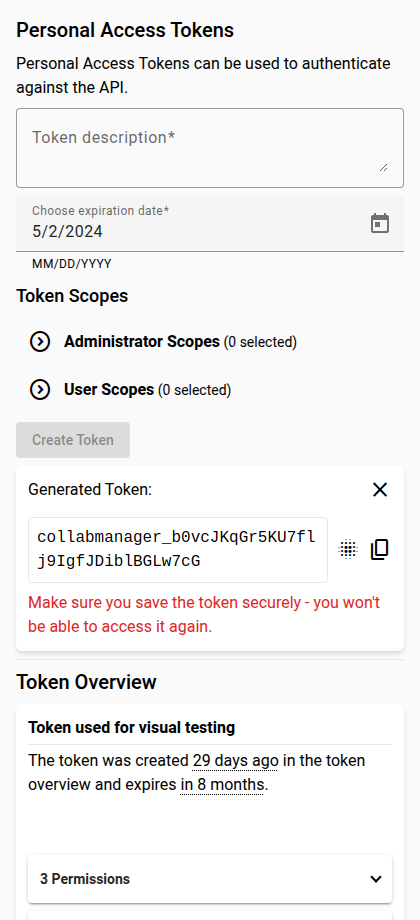 Personal Access Tokens
Personal Access Tokens can be used to authenticate
against the API.
Token description*
Choose expiration date*
5/2/2024
MM/DD/YYYY
Token Scopes
Administrator Scopes (0 selected)
User Scopes (0 selected)
Create Token
Generated Token:
collabmanager_b0vcJKqGr5KU7fl
j9IgfJDiblBGLw7cG
Make sure you save the token securely - you won't
be able to access it again.
Token Overview
Token used for visual testing
The token was created 29 days ago in the token
overview and expires in 8 months.
3 Permissions